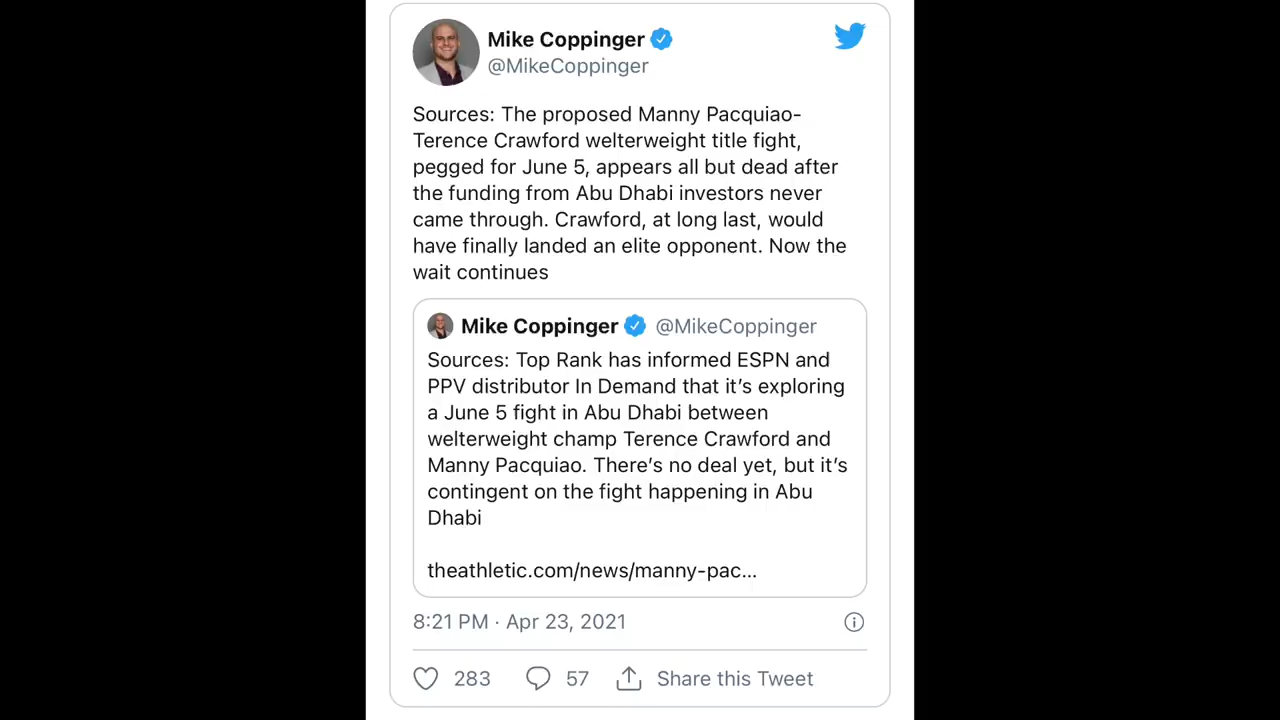 Mike Coppinger
@MikeCoppinger
Sources: The proposed Manny Pacquiao-
Terence Crawford welterweight title fight,
pegged for June 5, appears all but dead after
the funding from Abu Dhabi investors never
came through. Crawford, at long last, would
have finally landed an elite opponent. Now the
wait continues
Mike Coppinger @MikeCoppinger
Sources: Top Rank has informed ESPN and
PPV distributor In Demand that it’s exploring
a June 5 fight in Abu Dhabi between
welterweight champ Terence Crawford and
Manny Pacquiao. There’s no deal yet, but it’s
contingent on the fight happening in Abu
Dhabi
theathletic.com/news/manny-pac...
8:21 PM · Apr 23, 2021
283 57 Share this Tweet